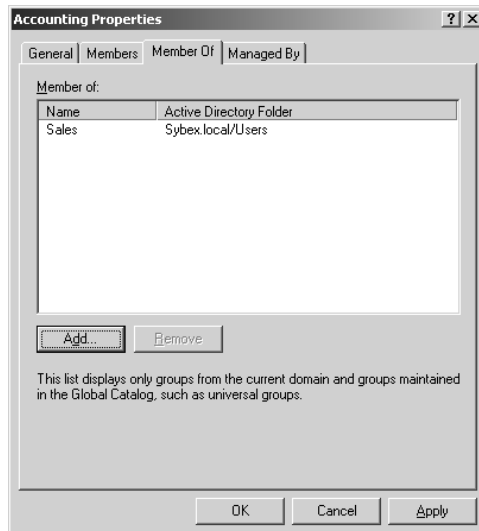 Accounting Properties
? X
General Members Member Of Managed By
Member of:
Name Active Directory Folder
Sales Sybex.local/Users
Add... Remove
This list displays only groups from the current domain and groups maintained
in the Global Catalog, such as universal groups.
OK Cancel Apply